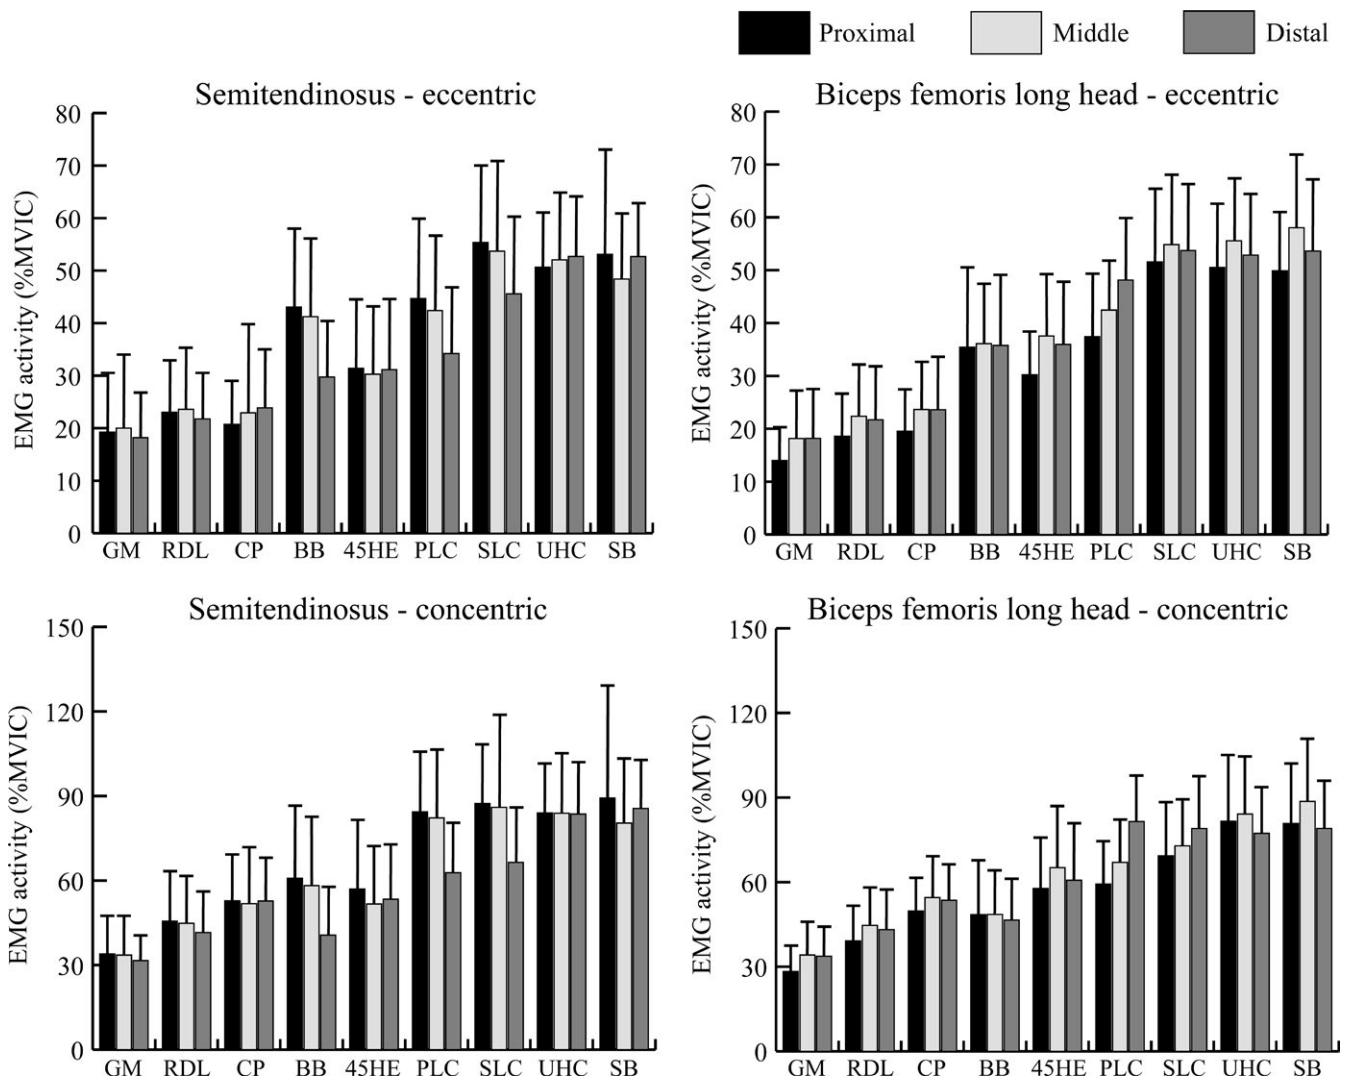 Proximal Middle Distal
Semitendinosus - eccentric
EMG activity (%MVIC)
80
70
60
50
40
30
20
10
0
GM RDL CP BB 45HE PLC SLC UHC SB
Biceps femoris long head - eccentric
EMG activity (%MVIC)
80
70
60
50
40
30
20
10
0
GM RDL CP BB 45HE PLC SLC UHC SB
Semitendinosus - concentric
EMG activity (%MVIC)
150
120
90
60
30
0
GM RDL CP BB 45HE PLC SLC UHC SB
Biceps femoris long head - concentric
EMG activity (%MVIC)
150
120
90
60
30
0
GM RDL CP BB 45HE PLC SLC UHC SB